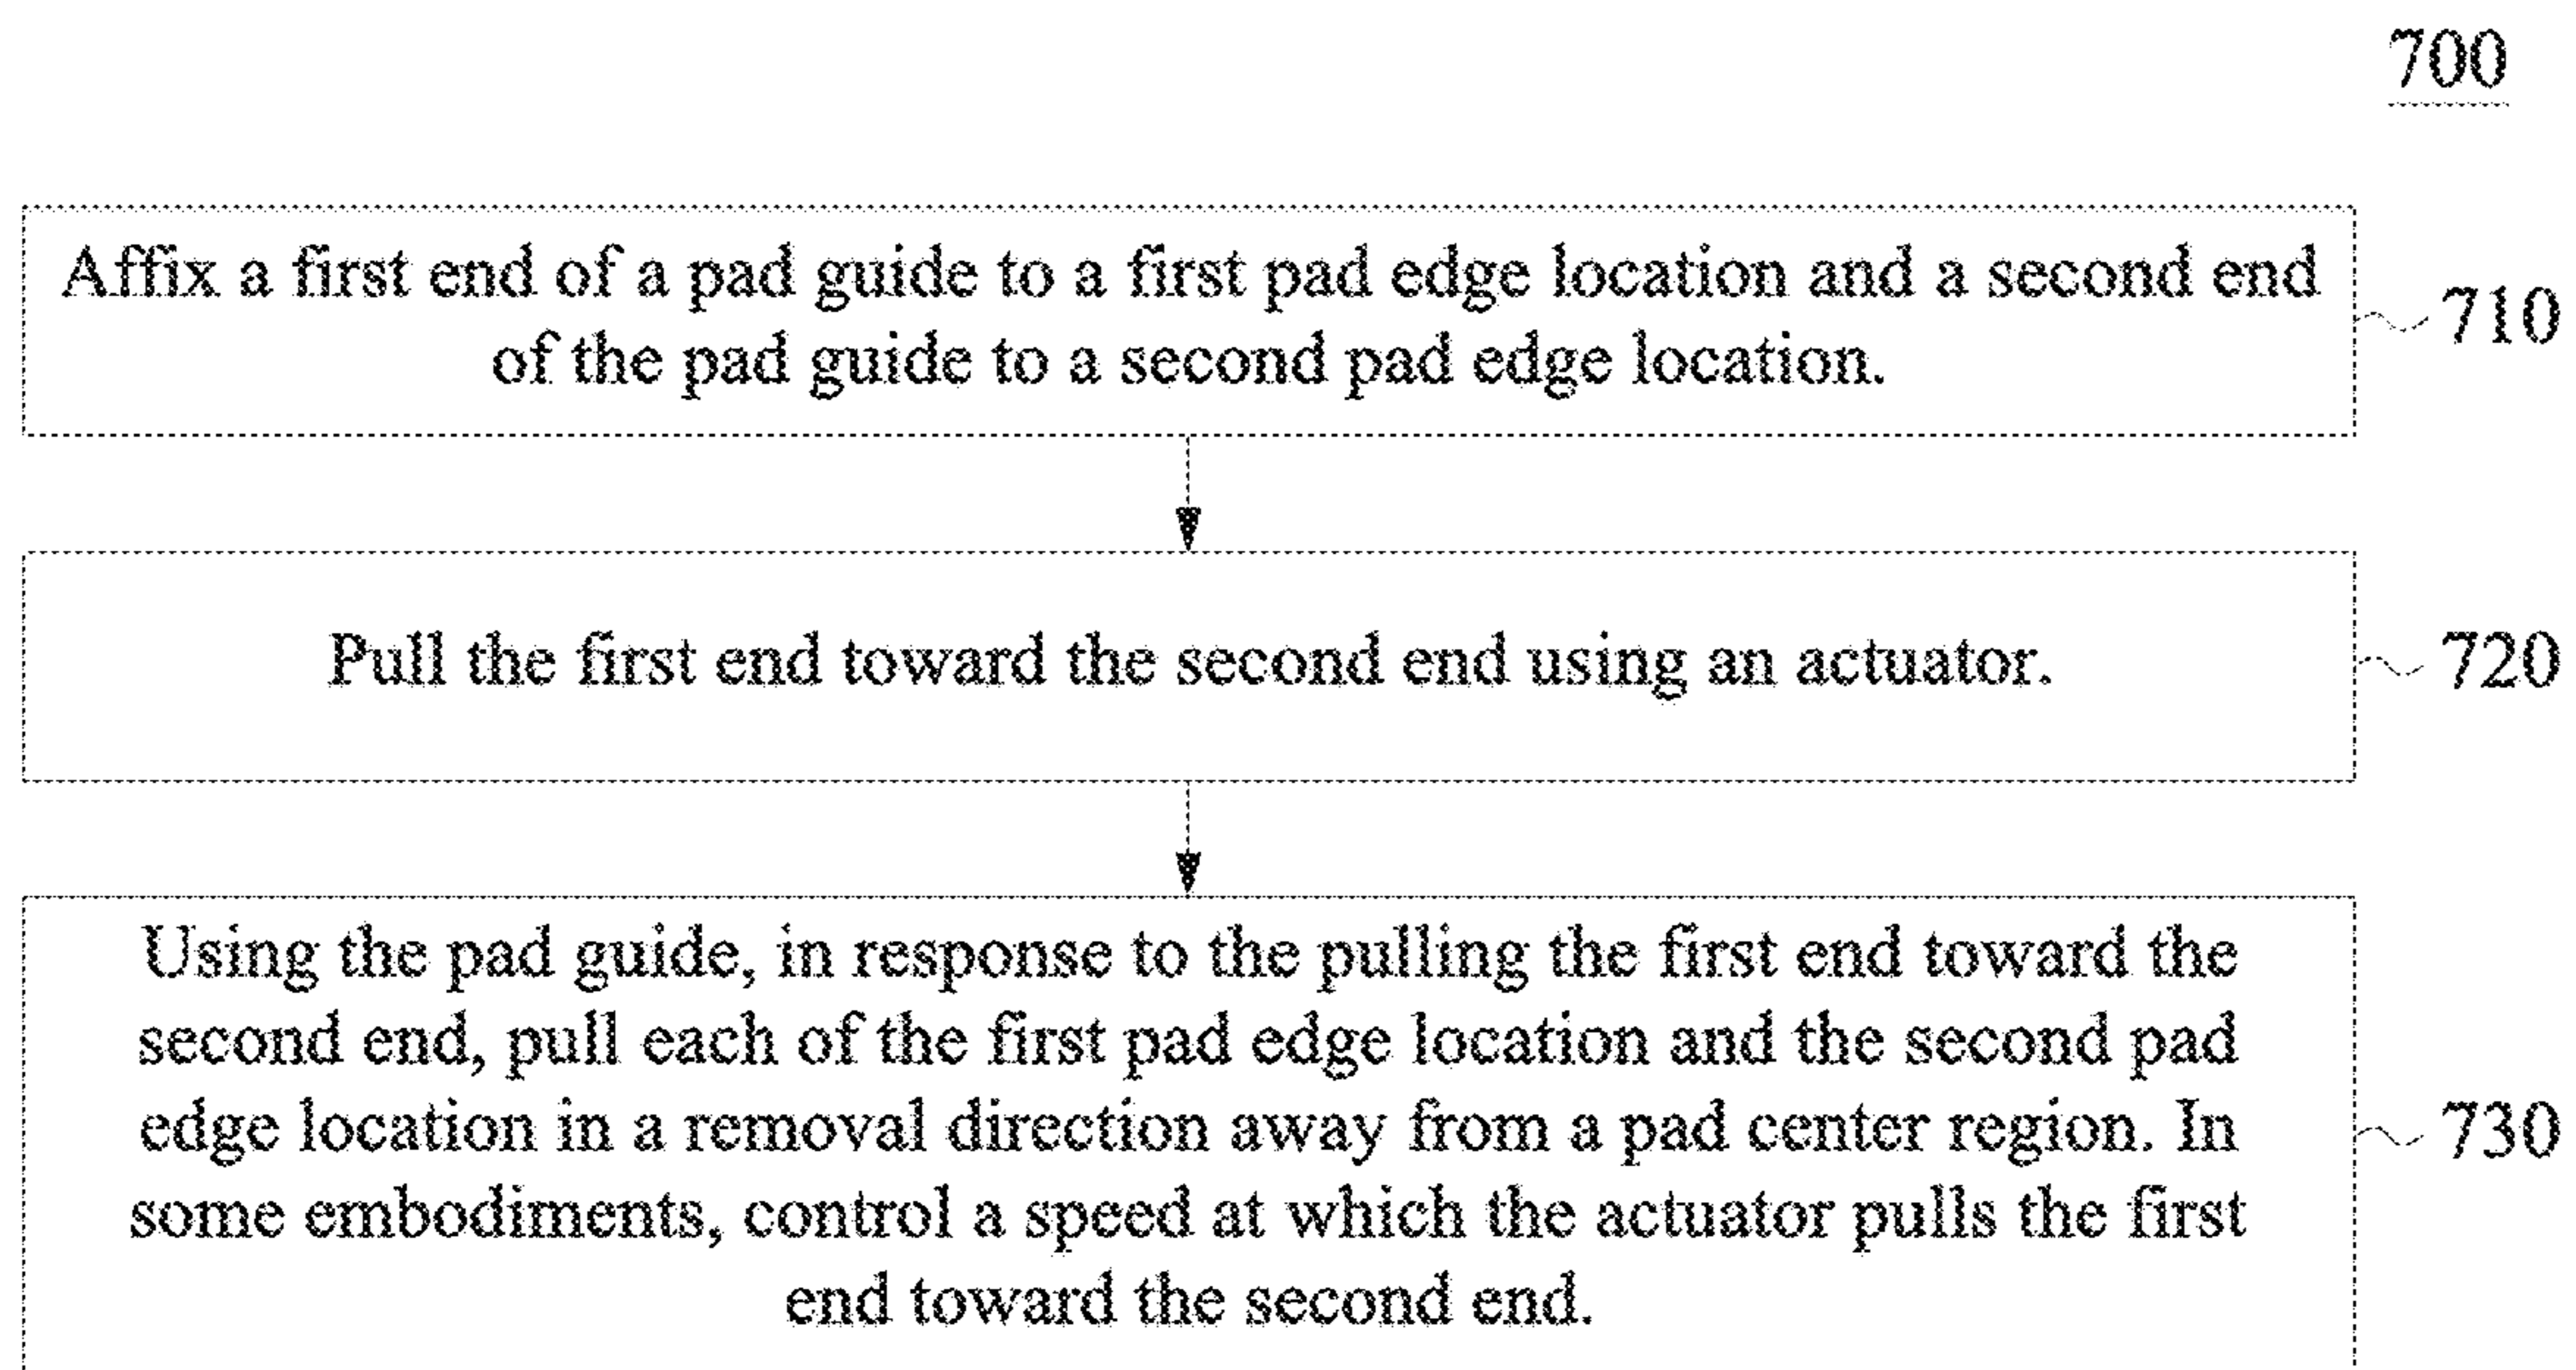 700
Affix a first end of a pad guide to a first pad edge location and a second end
of the pad guide to a second pad edge location.
710
Pull the first end toward the second end using an actuator.
720
Using the pad guide, in response to the pulling the first end toward the
second end, pull each of the first pad edge location and the second pad
edge location in a removal direction away from a pad center region. In
some embodiments, control a speed at which the actuator pulls the first
end toward the second end.
730